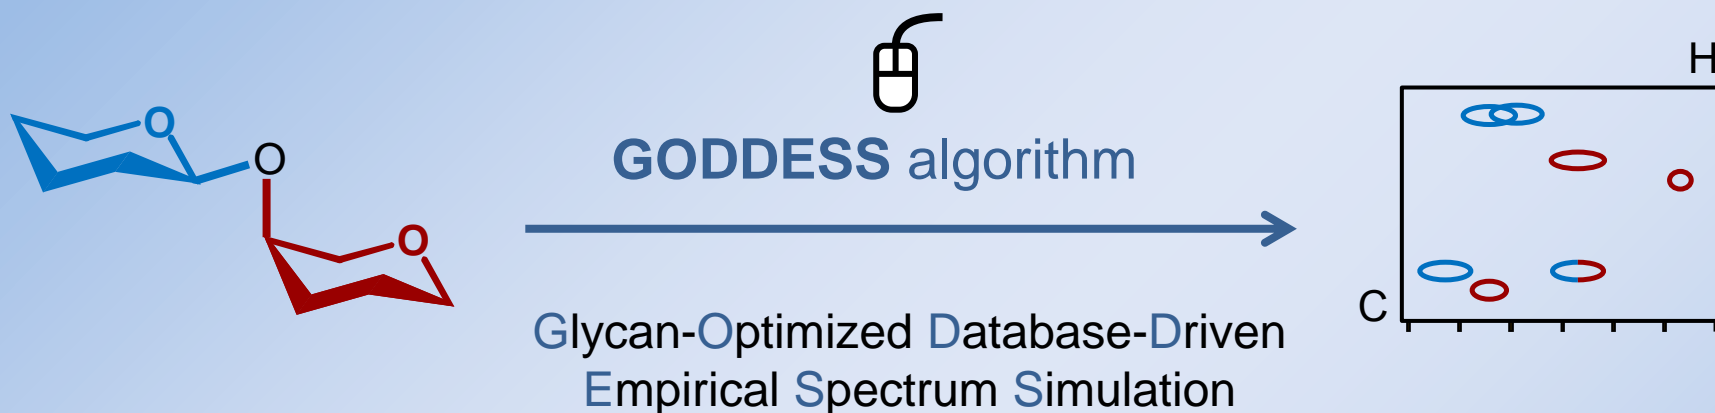 H
O
O
GODDESS algorithm
O
C
Glycan-Optimized Database-Driven
Empirical Spectrum Simulation